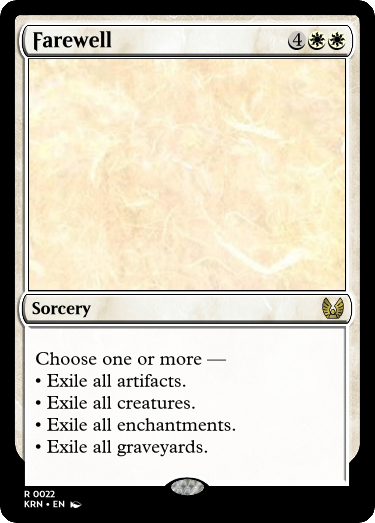 Farewell 4
Sorcery
Choose one or more —
• Exile all artifacts.
• Exile all creatures.
• Exile all enchantments.
• Exile all graveyards.
R 0022
KRN • EN